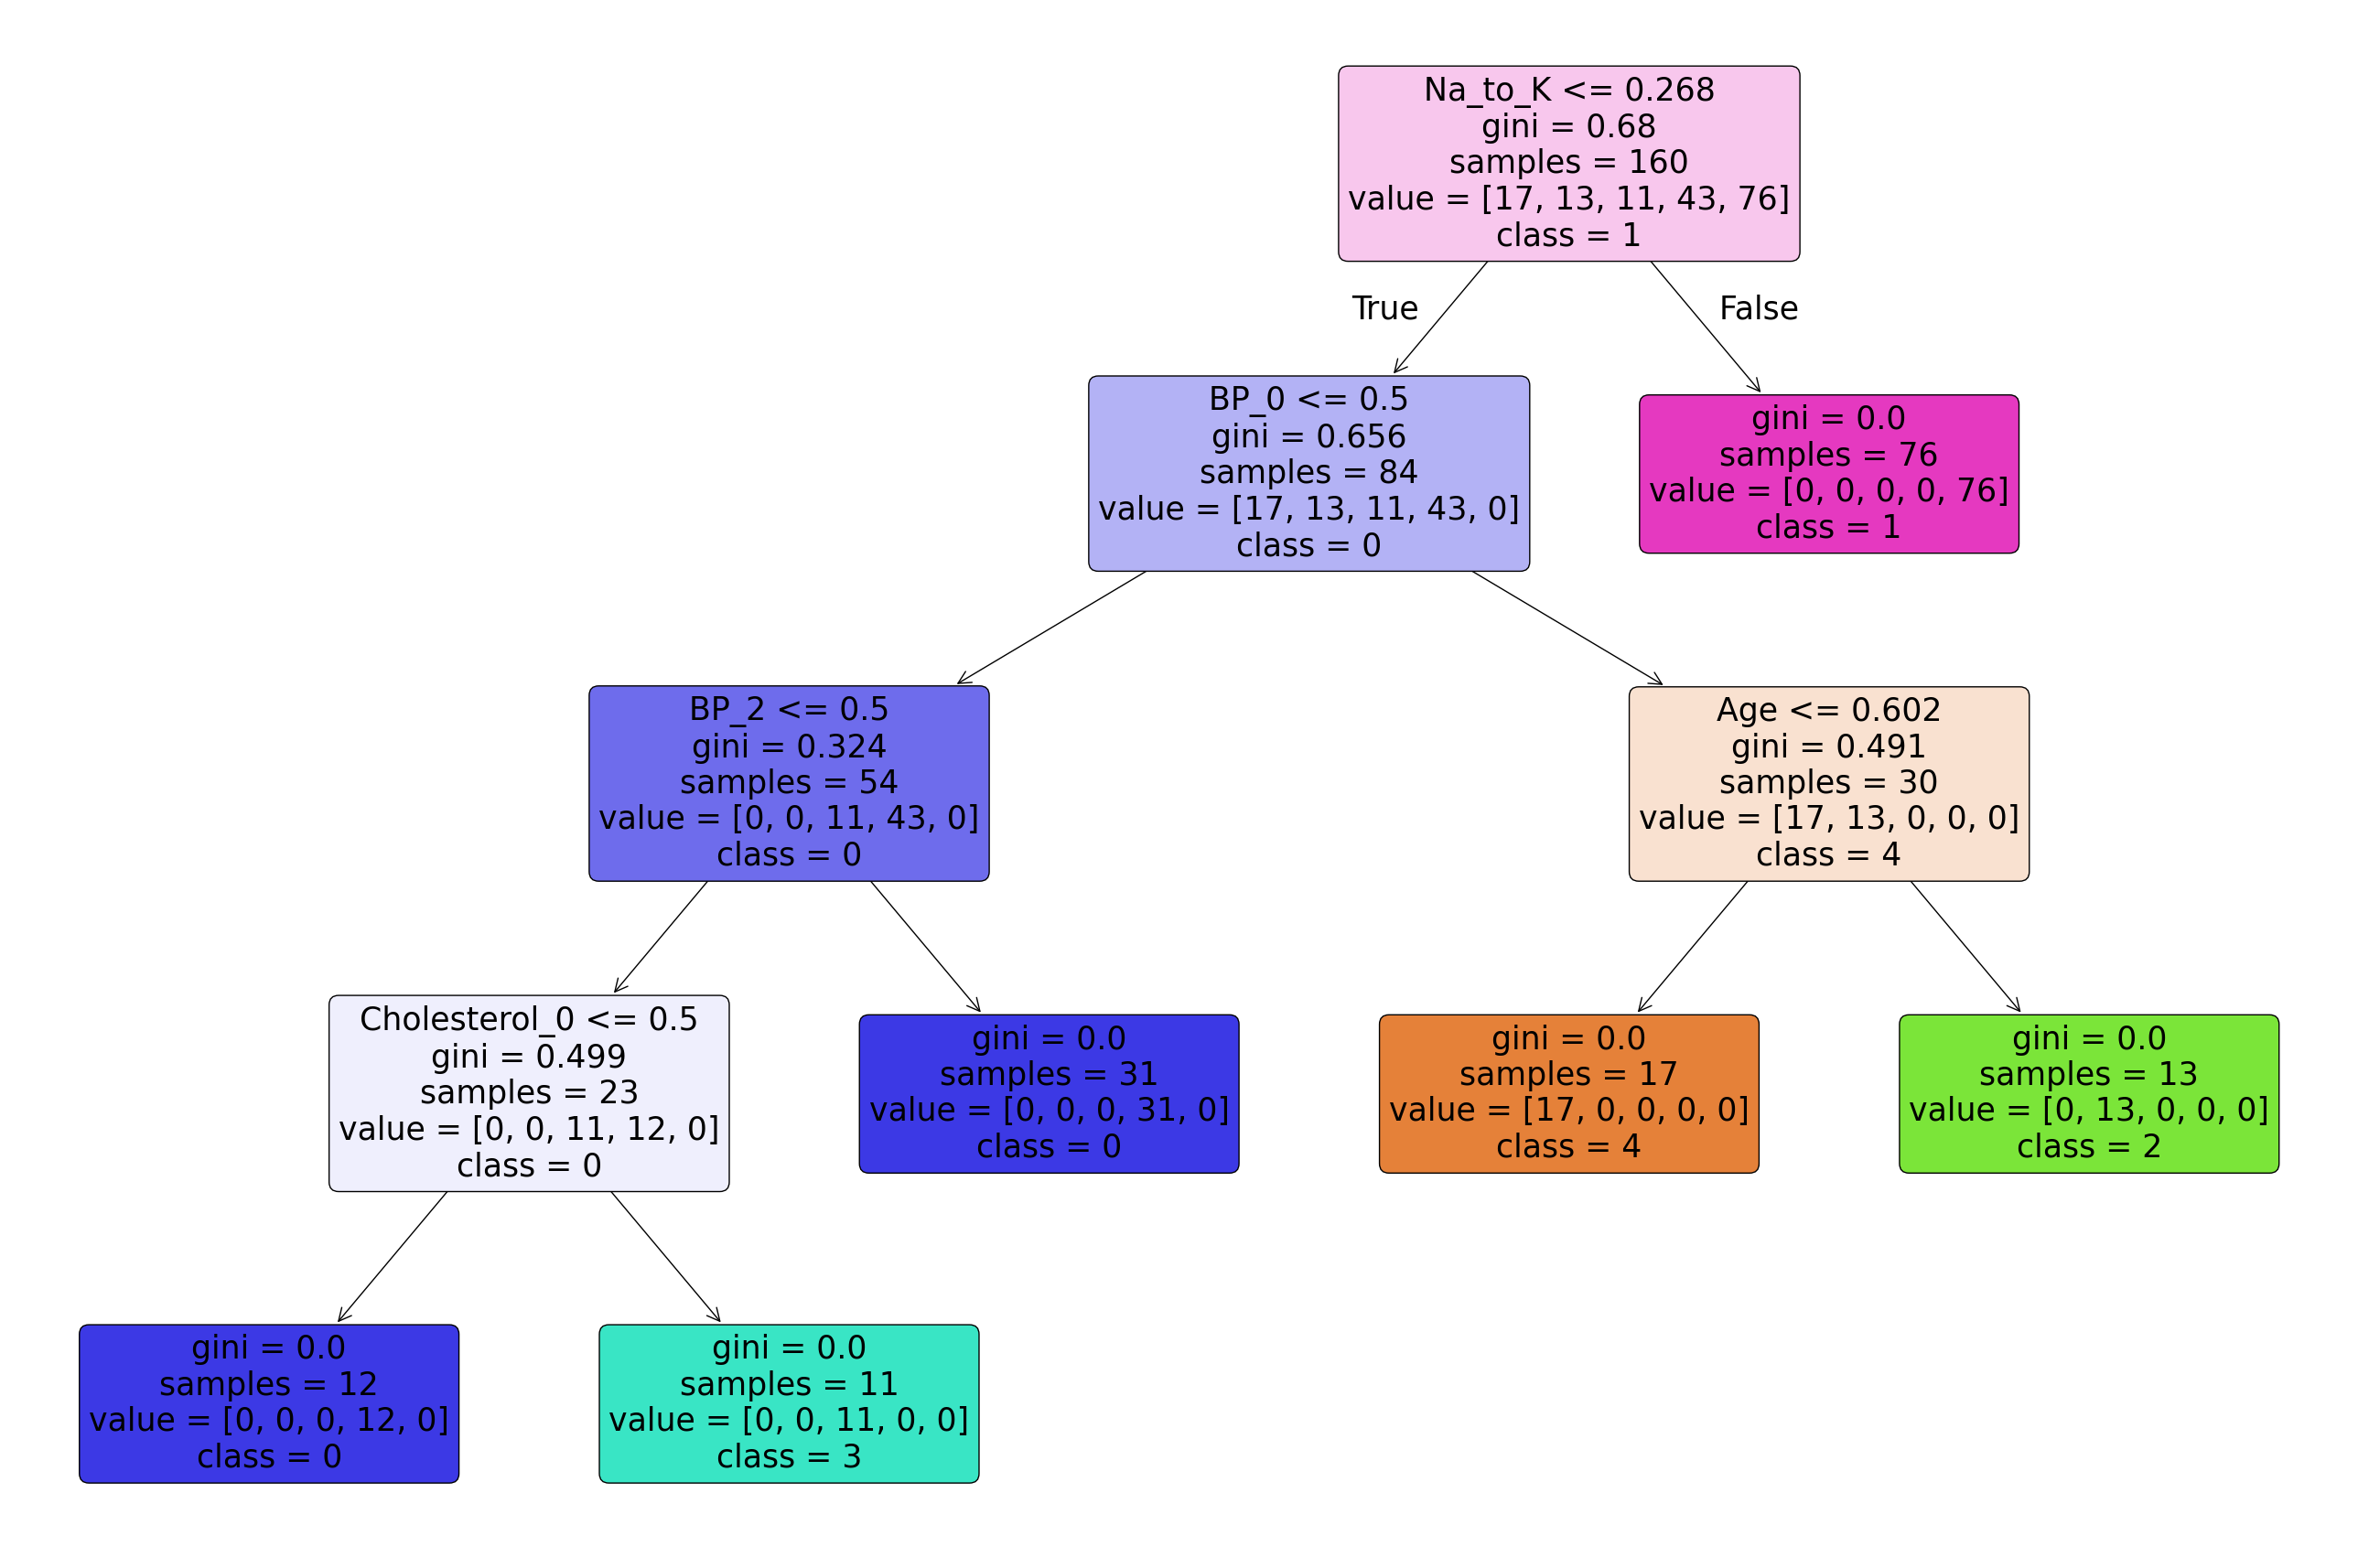 Na_to_K <= 0.268
gini = 0.68
samples = 160
value = [17, 13, 11, 43, 76]
class = 1
True
False
BP_0 <= 0.5
gini = 0.656
samples = 84
value = [17, 13, 11, 43, 0]
class = 0
gini = 0.0
samples = 76
value = [0, 0, 0, 0, 76]
class = 1
BP_2 <= 0.5
gini = 0.324
samples = 54
value = [0, 0, 11, 43, 0]
class = 0
Age <= 0.602
gini = 0.491
samples = 30
value = [17, 13, 0, 0, 0]
class = 4
Cholesterol_0 <= 0.5
gini = 0.499
samples = 23
value = [0, 0, 11, 12, 0]
class = 0
gini = 0.0
samples = 31
value = [0, 0, 0, 31, 0]
class = 0
gini = 0.0
samples = 17
value = [17, 0, 0, 0, 0]
class = 4
gini = 0.0
samples = 13
value = [0, 13, 0, 0, 0]
class = 2
gini = 0.0
samples = 12
value = [0, 0, 0, 12, 0]
class = 0
gini = 0.0
samples = 11
value = [0, 0, 11, 0, 0]
class = 3